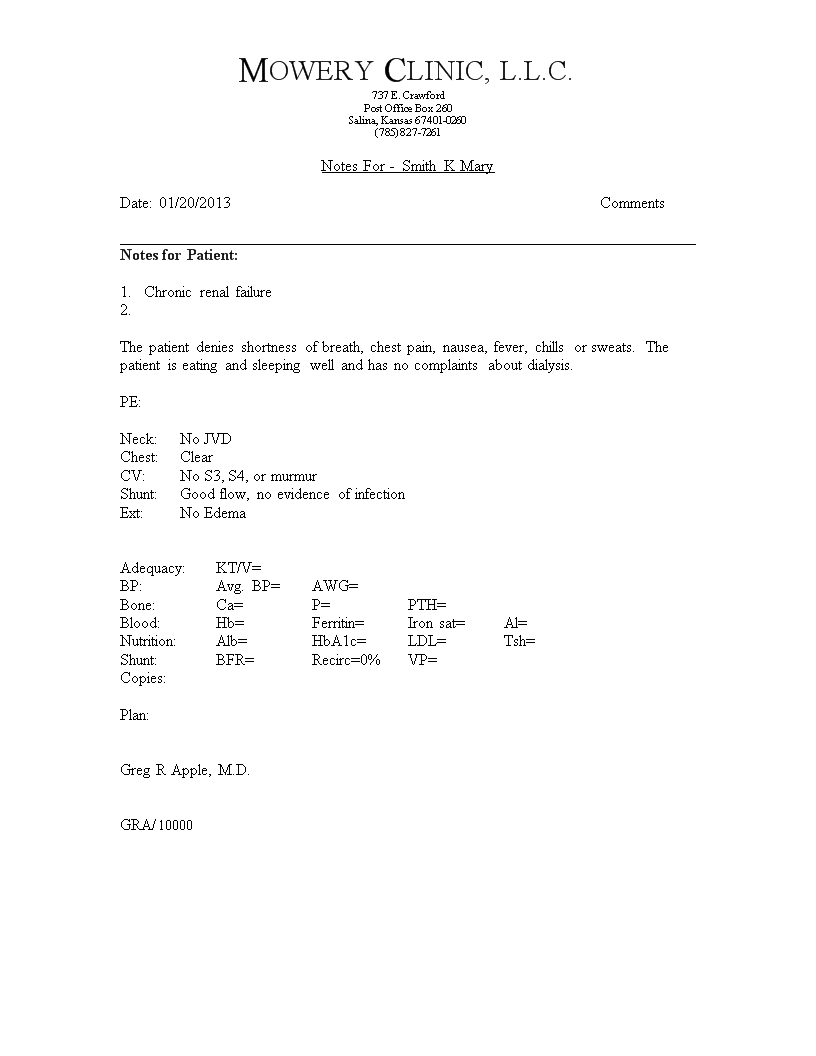 MOWERY CLINIC, L.L.C.
737 E. Crawford
Post Office Box 260
Salina, Kansas 67401-0260
(785)827-7261
Notes For - Smith K Mary
Date: 01/20/2013 Comments
Notes for Patient:
1. Chronic renal failure
2.
The patient denies shortness of breath, chest pain, nausea, fever, chills or sweats. The
patient is eating and sleeping well and has no complaints about dialysis.
PE:
Neck: No JVD
Chest: Clear
CV: No S3, S4, or murmur
Shunt: Good flow, no evidence of infection
Ext: No Edema
Adequacy: KT/V=
BP: Avg. BP= AWG=
Bone: Ca= P= PTH=
Blood: Hb= Ferritin= Iron sat= Al=
Nutrition: Alb= HbA1c= LDL= Tsh=
Shunt: BFR= Recirc=0% VP=
Copies:
Plan:
Greg R Apple, M.D.
GRA/10000